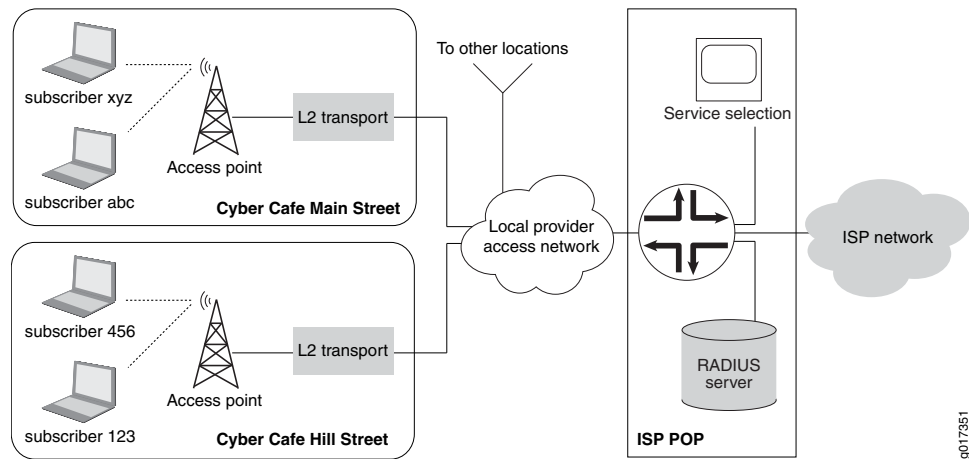 subscriber xyz
subscriber abc
Access point
L2 transport
Cyber Cafe Main Street
subscriber 456
subscriber 123
Access point
L2 transport
Cyber Cafe Hill Street
To other locations
Local provider
access network
Service selection
RADIUS
server
ISP POP
ISP network
g017351